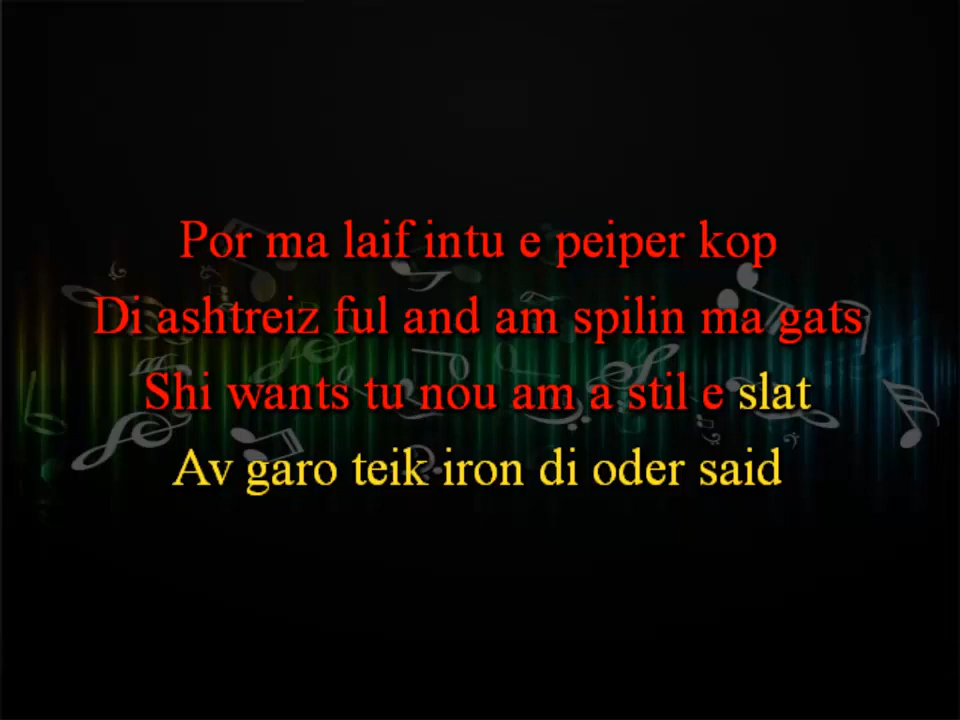 Por ma laif intu e peiper kop
Di ashtreiz ful and am spilin ma gats
Shi wants tu nou am a stil e slat
Av garo teik iron di oder said